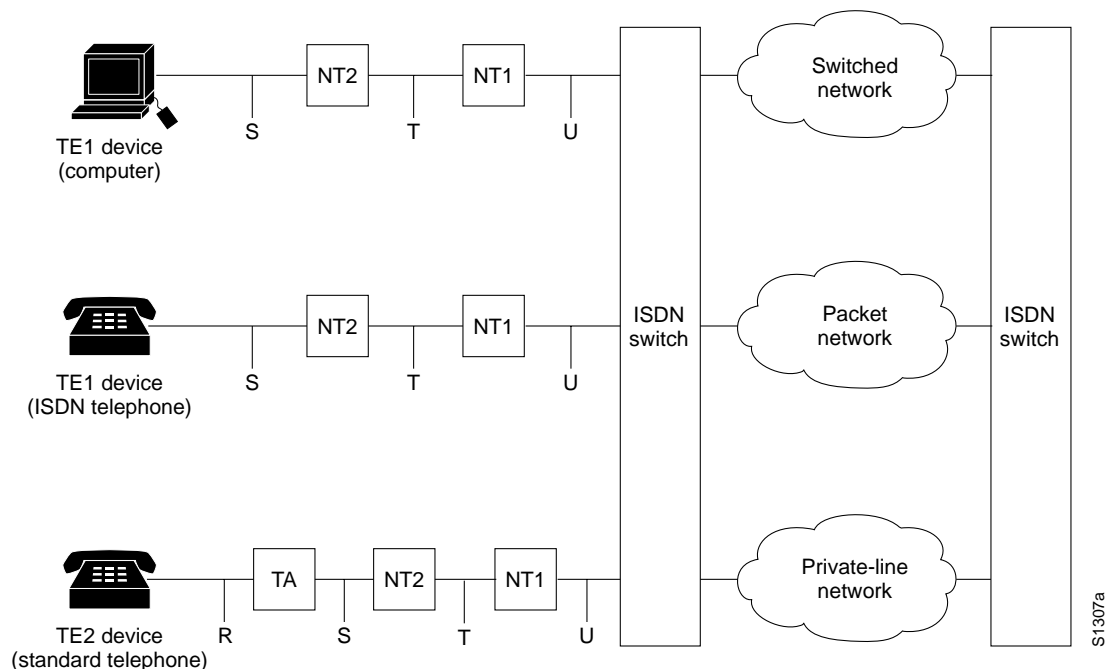 NT2
NT1
Switched
network
S
T
U
TE1 device
(computer)
NT2
NT1
ISDN
switch
Packet
network
ISDN
switch
S
T
U
TE1 device
(ISDN telephone)
TA
NT2
NT1
Private-line
network
R
S
T
U
TE2 device
(standard telephone)
S1307a